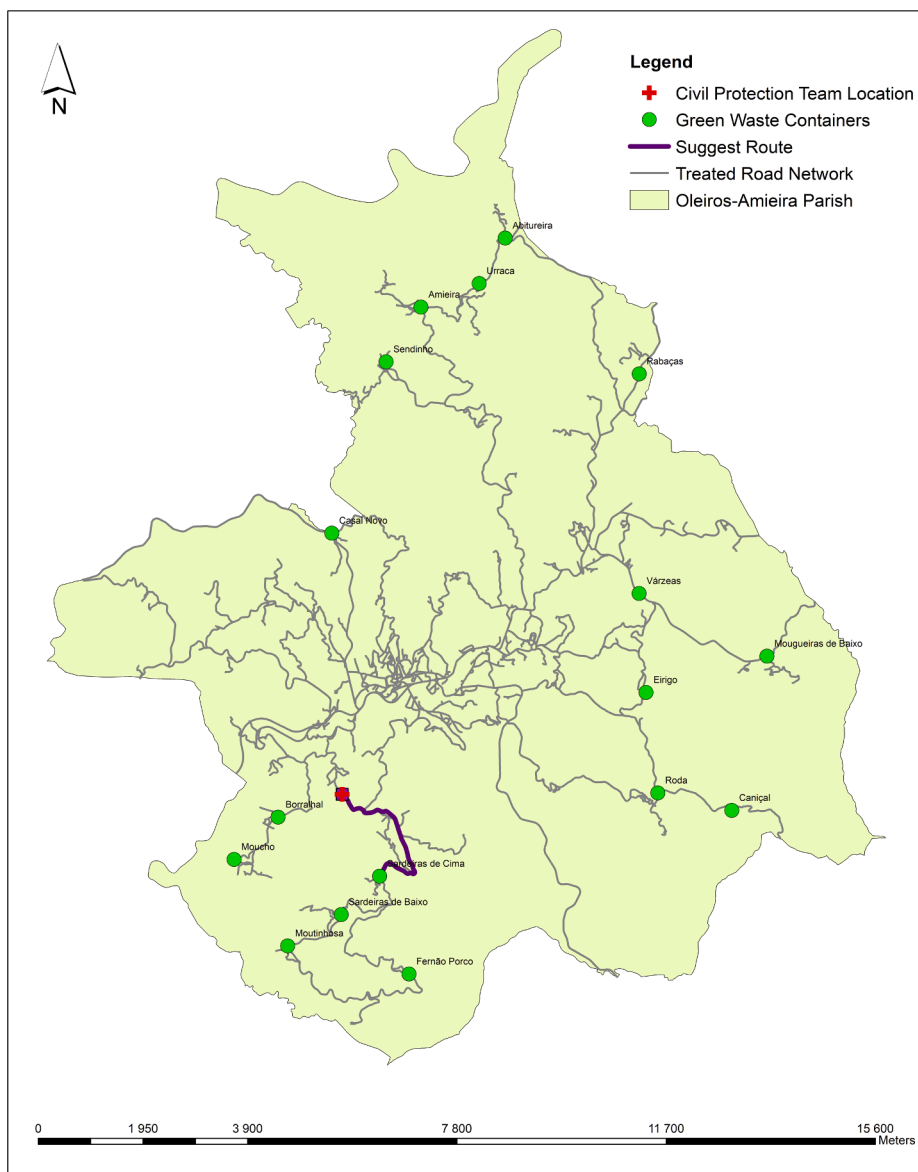 N
Legend
Civil Protection Team Location
Green Waste Containers
Suggest Route
Treated Road Network
Oleiros-Amieira Parish
Abitureira
Urraca
Amieira
Sendinho
Rabaças
Casal Novo
Várzeas
Mougueiras de Baixo
Eirigo
Roda
Caniçal
Borralhal
Moucho
Sardeiras de Cima
Sardeiras de Baixo
Moutinhosa
Fernão Porco
0 1 950 3 900 7 800 11 700 15 600
Meters